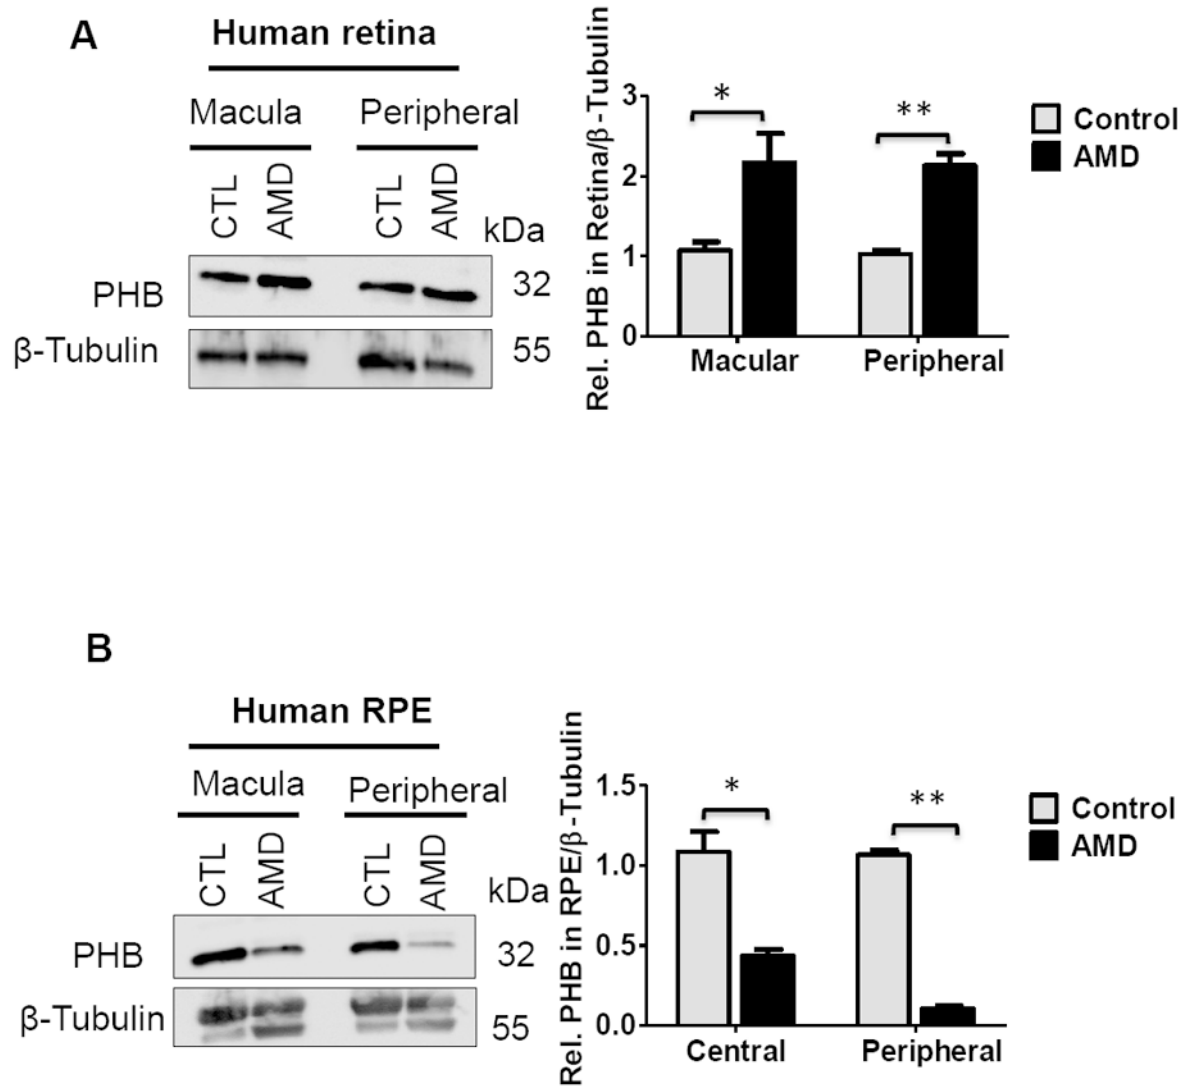 A
Human retina
Macula Peripheral
CTL AMD CTL AMD
kDa
PHB 32
β-Tubulin 55
Rel. PHB in Retina/β-Tubulin
3
2
1
0
* **
Macular Peripheral
Control
AMD
B
Human RPE
Macula Peripheral
CTL AMD CTL AMD
kDa
PHB 32
β-Tubulin 55
Rel. PHB in RPE/β-Tubulin
1.5
1.0
0.5
0.0
* **
Central Peripheral
Control
AMD